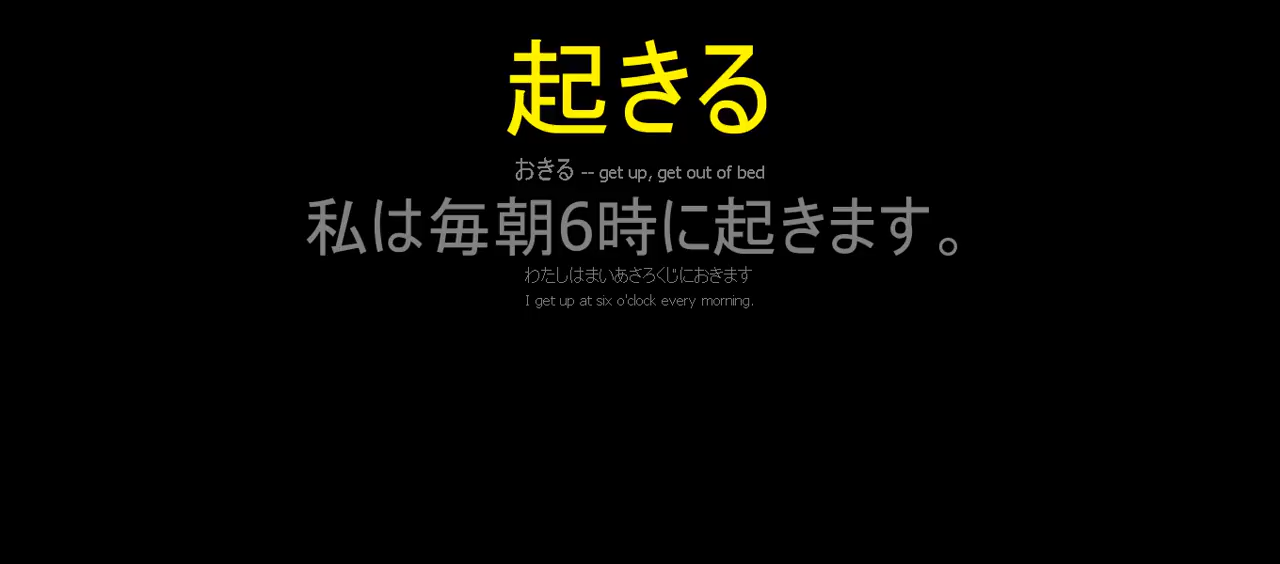 起きる
おきる -- get up, get out of bed
私は毎朝6時に起きます。
わたしはまいあさろくじにおきます
I get up at six o'clock every morning.